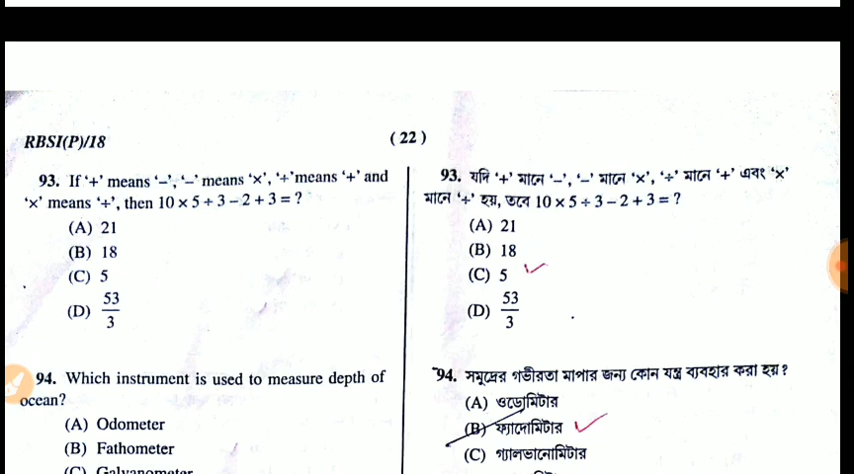 RBSI(P)/18
( 22 )
93. If ‘+’ means ‘–’, ‘–’ means ‘×’, ‘÷’ means ‘+’ and
‘×’ means ‘÷’, then 10 × 5 ÷ 3 – 2 + 3 = ?
(A) 21
(B) 18
(C) 5
(D) 53/3
94. Which instrument is used to measure depth of
ocean?
(A) Odometer
(B) Fathometer
(C) Galvanometer
93. যদি ‘+’ মানে ‘–’, ‘–’ মানে ‘×’, ‘÷’ মানে ‘+’ এবং ‘×’
মানে ‘÷’ হয়, তবে 10 × 5 ÷ 3 – 2 + 3 = ?
(A) 21
(B) 18
(C) 5
(D) 53/3
94. সমুদ্রের গভীরতা মাপার জন্য কোন যন্ত্র ব্যবহার করা হয়?
(A) ওডোমিটার
(B) ফ্যাদোমিটার
(C) গ্যালভানোমিটার